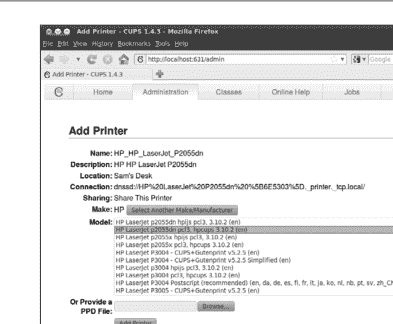 Add Printer - CUPS 1.4.3 - Mozilla Firefox
File Edit View History Bookmarks Tools Help
http://localhost:631/admin Google
Add Printer - CUPS 1.4.3
Home Administration Classes Online Help Jobs
Add Printer
Name: HP_HP_LaserJet_P2055dn
Description: HP HP LaserJet P2055dn
Location: Sam's Desk
Connection: dnssd://HP%20LaserJet%20P2055dn%20%5B6E5303%5D._printer._tcp.local/
Sharing: Share This Printer
Make: HP Select Another Make/Manufacturer
Model: HP LaserJet p2055dn hpijs pcl3, 3.10.2 (en)
HP LaserJet p2055dn pcl3, hpcups 3.10.2 (en)
HP LaserJet p2055x hpijs pcl3, 3.10.2 (en)
HP LaserJet p2055x pcl3, hpcups 3.10.2 (en)
HP LaserJet P3004 - CUPS+Gutenprint v5.2.5 (en)
HP LaserJet P3004 - CUPS+Gutenprint v5.2.5 Simplified (en)
HP LaserJet p3004 hpijs pcl3, 3.10.2 (en)
HP LaserJet p3004 pcl3, hpcups 3.10.2 (en)
HP LaserJet P3004 Postscript (recommended) (en, da, de, es, fi, fr, it, ja, ko, nl, nb, pt, sv, zh_CN
HP LaserJet P3005 - CUPS+Gutenprint v5.2.5 (en)
Or Provide a PPD File: Browse...
Add Printer